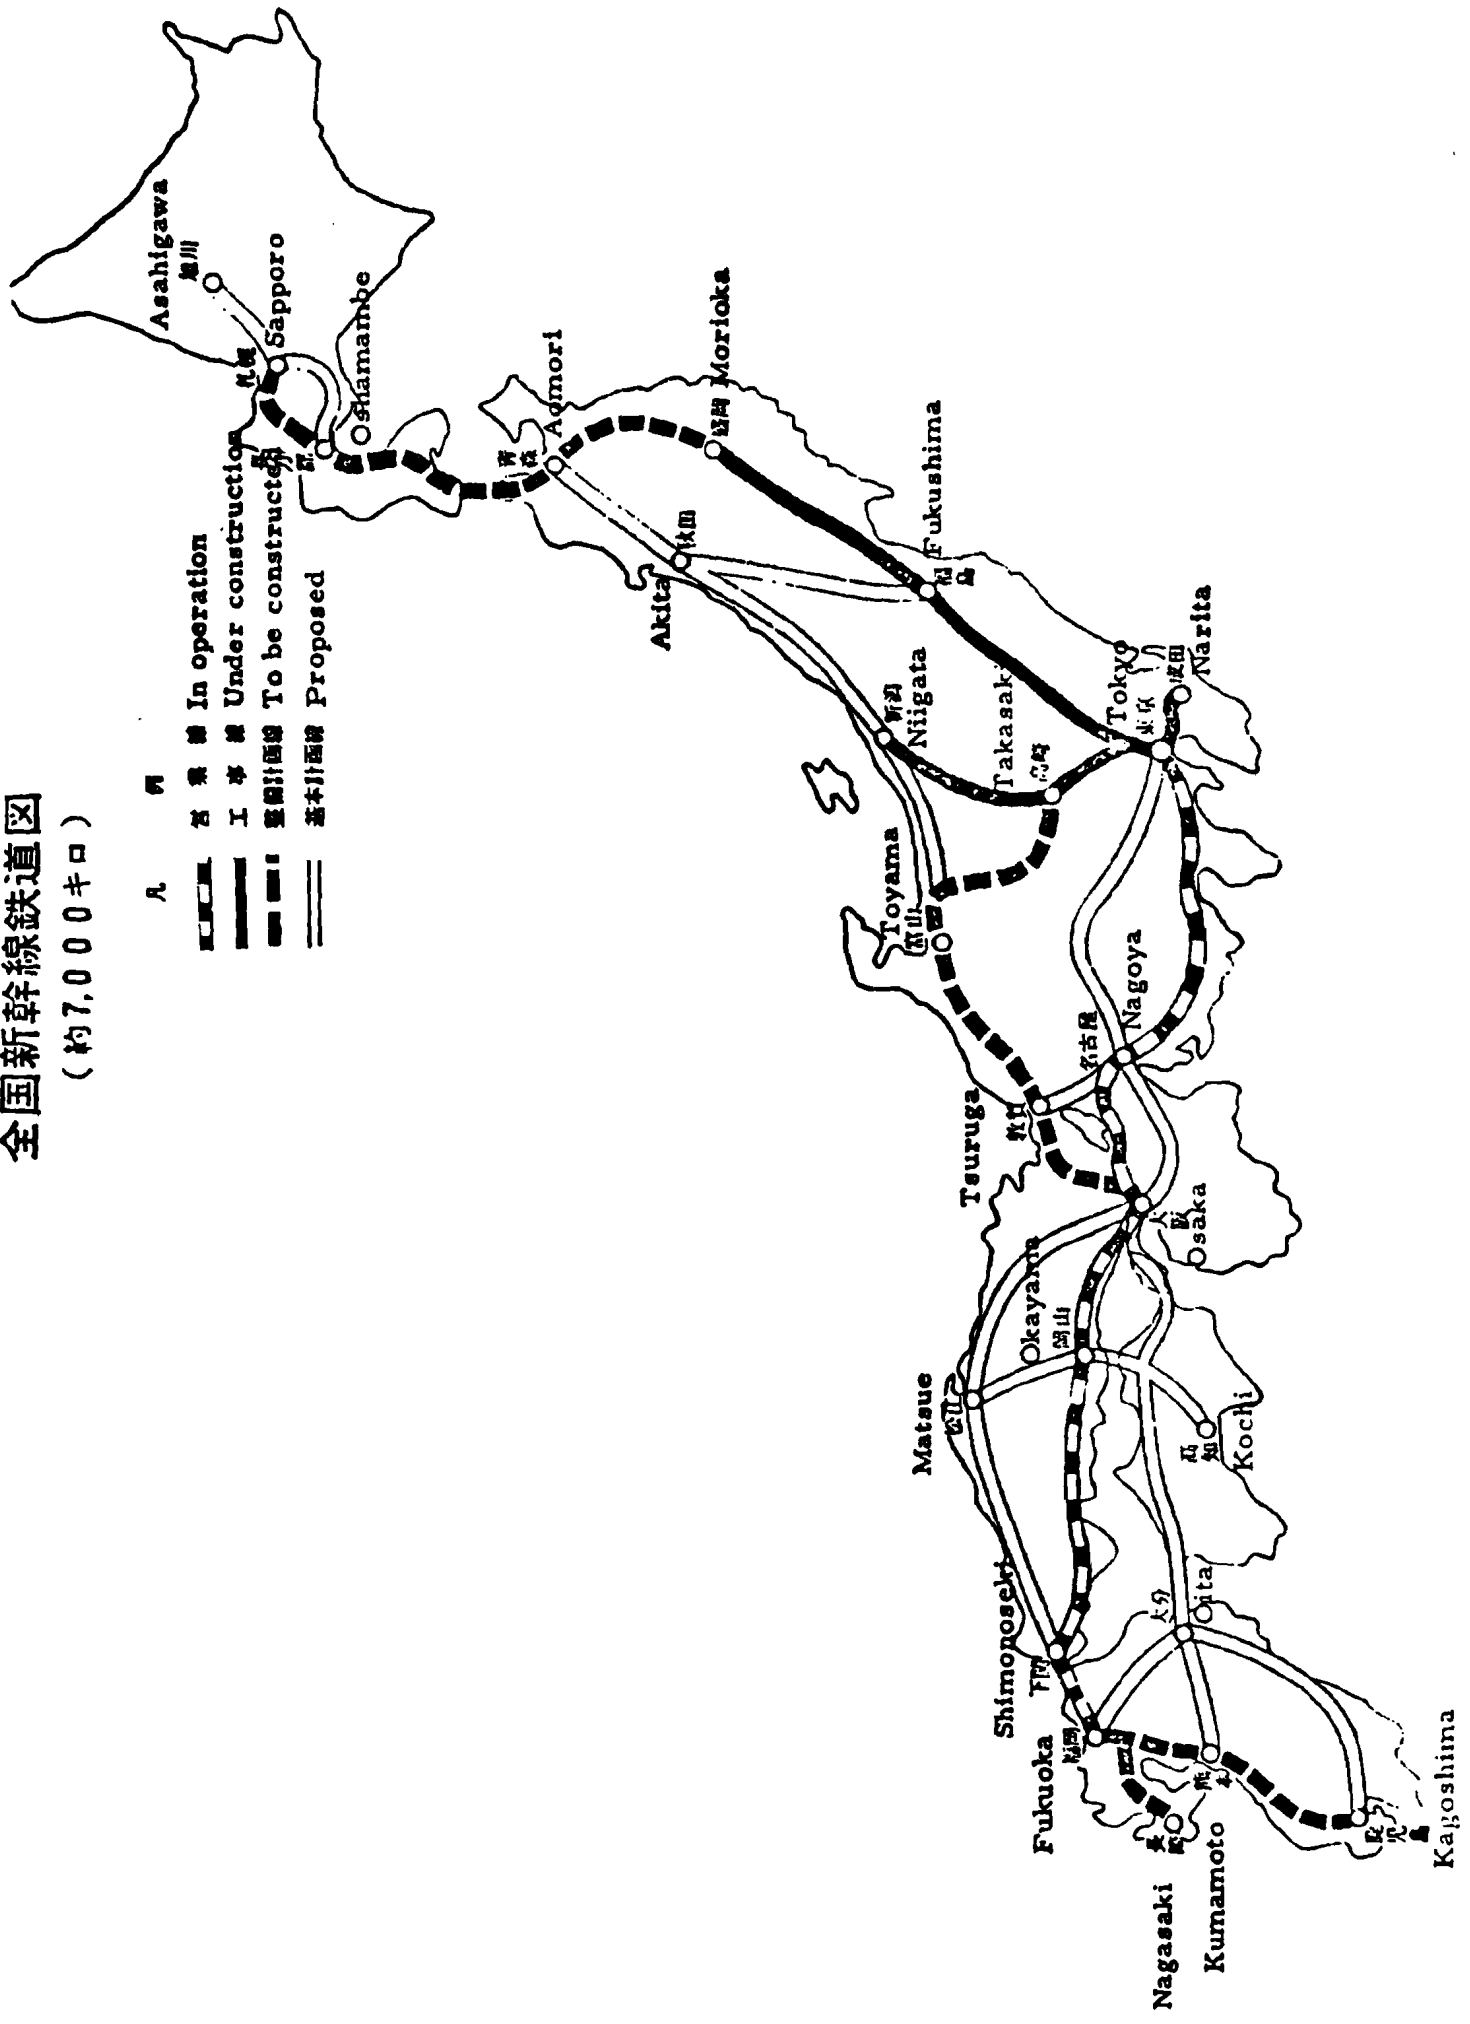 全国新幹線鉄道図
(約7,000キロ)
凡 例
営 業 線 In operation
工 事 線 Under construction
整備計画線 To be constructed
基本計画線 Proposed
Asahigawa
旭川
Sapporo
札幌
Oshamambe
Aomori
青森
Morioka
盛岡
Akita
秋田
Fukushima
福島
新潟
Niigata
Takasaki
高崎
Tokyo
東京
成田
Narita
Toyama
富山
Nagoya
名古屋
Tsuruga
敦賀
大阪
Osaka
Okayama
岡山
Matsue
高知
Kochi
Shimonoseki
下関
大分
Oita
Fukuoka
福岡
長崎
Nagasaki
熊本
Kumamoto
鹿児島
Kagoshima